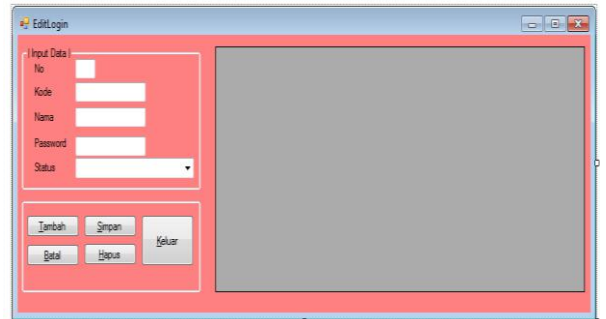 EditLogin
| Input Data |
No
Kode
Nama
Password
Status
Tambah Simpan
Keluar
Batal Hapus